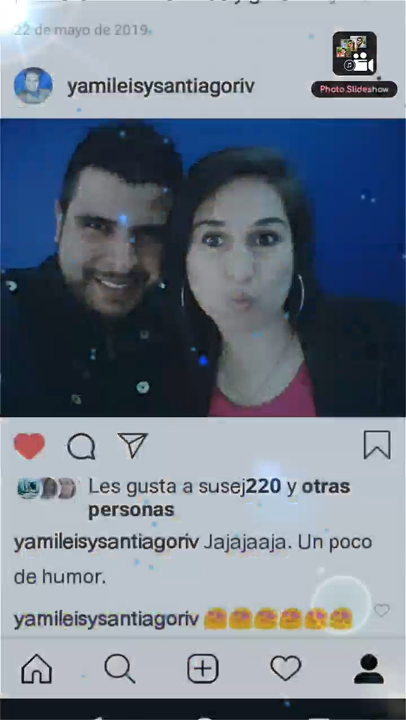 22 de mayo de 2019
Photo Slideshow
yamileisysantiagoriv
Les gusta a susej220 y otras
personas
yamileisysantiagoriv Jajajaaja. Un poco
de humor.
yamileisysantiagoriv 😍😍😍😍😍😍